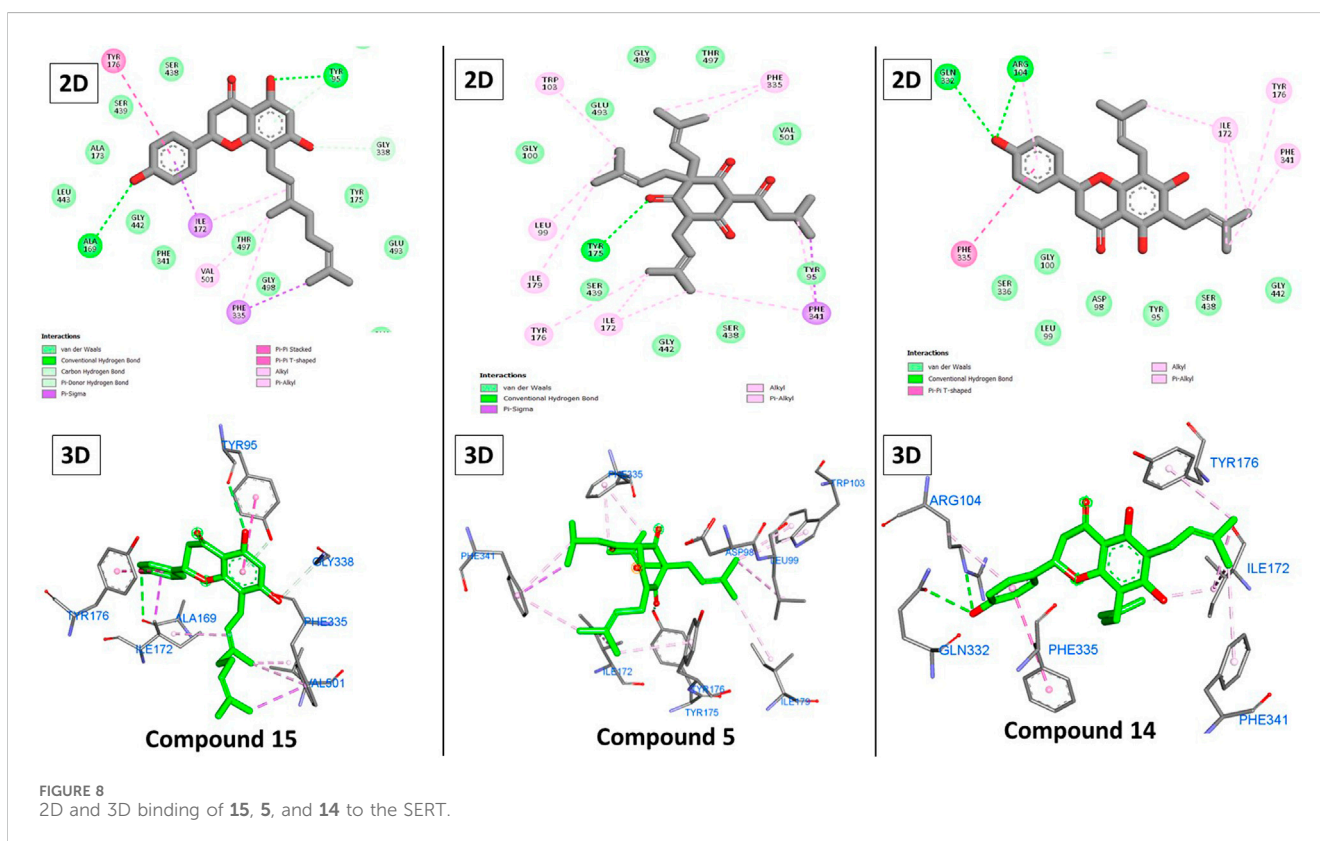 2D
TYR
176
SER
438
TYR
95
SER
439
ALA
173
GLY
338
LEU
443
TYR
175
GLY
442
ILE
172
ALA
169
PHE
341
THR
497
GLU
493
VAL
501
GLY
498
PHE
335
Interactions
van der Waals
Conventional Hydrogen Bond
Carbon Hydrogen Bond
Pi-Donor Hydrogen Bond
Pi-Sigma
Pi-Pi Stacked
Pi-Pi T-shaped
Alkyl
Pi-Alkyl
3D
TYR95
GLY338
TYR176
ALA169
ILE172
PHE335
VAL501
Compound 15
2D
GLY
498
THR
497
TRP
103
PHE
335
GLU
493
VAL
501
GLY
100
LEU
99
TYR
175
ILE
179
SER
439
TYR
95
TYR
176
ILE
172
GLY
442
SER
438
PHE
341
Interactions
van der Waals
Conventional Hydrogen Bond
Pi-Sigma
Alkyl
Pi-Alkyl
3D
PHE335
TRP103
PHE341
ASP98
LEU99
ILE172
TYR176
TYR175
ILE179
Compound 5
2D
GLN
332
ARG
104
TYR
176
ILE
172
PHE
341
PHE
335
GLY
100
SER
336
ASP
98
TYR
95
SER
438
GLY
442
LEU
99
Interactions
van der Waals
Conventional Hydrogen Bond
Pi-Pi T-shaped
Alkyl
Pi-Alkyl
3D
TYR176
ARG104
ILE172
GLN332
PHE335
PHE341
Compound 14
FIGURE 8
2D and 3D binding of 15, 5, and 14 to the SERT.